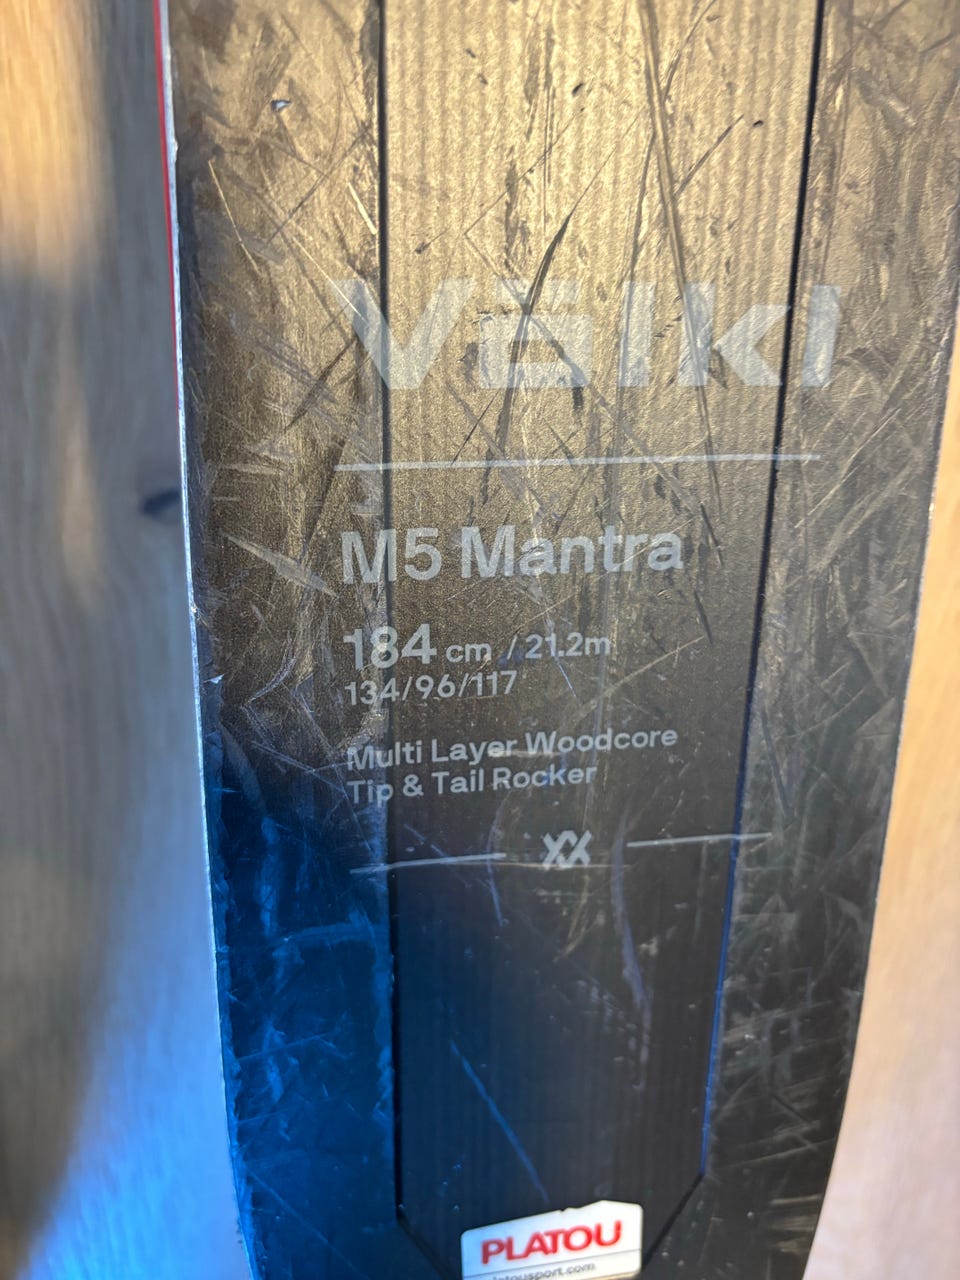 Völkl
M5 Mantra
184 cm / 21.2m
134/96/117
Multi Layer Woodcore
Tip & Tail Rocker
PLATOU